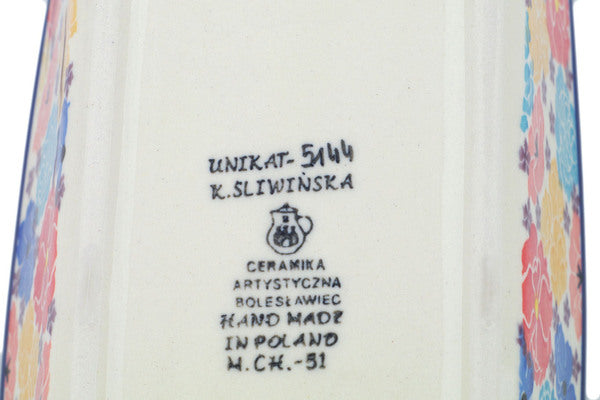 UNIKAT-5144
K.SLIWIŃSKA
CERAMIKA
ARTYSTYCZNA
BOLESŁAWIEC
HAND MADE
IN POLAND
M.CH.-51